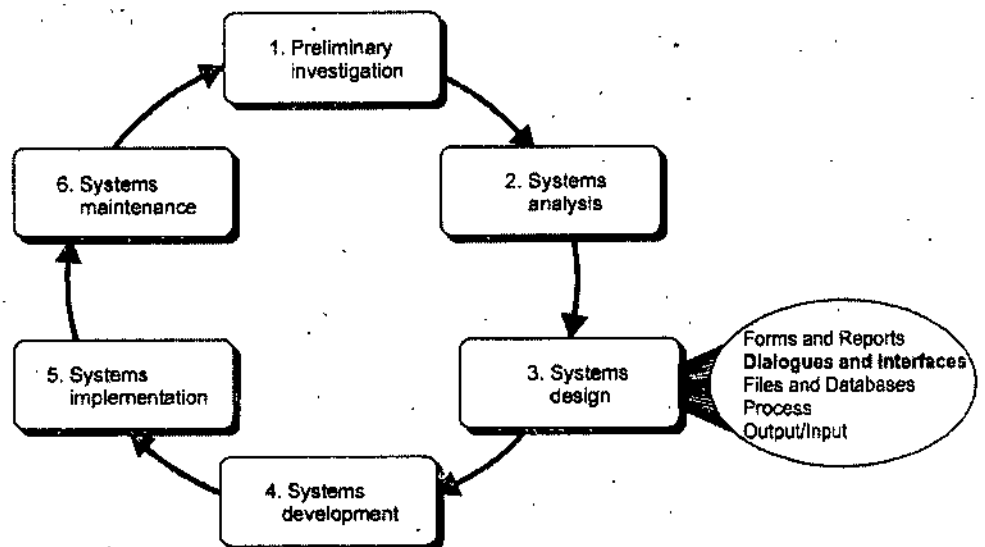 1. Preliminary
investigation
2. Systems
analysis
3. Systems
design
Forms and Reports
Dialogues and Interfaces
Files and Databases
Process
Output/Input
4. Systems
development
5. Systems
implementation
6. Systems
maintenance